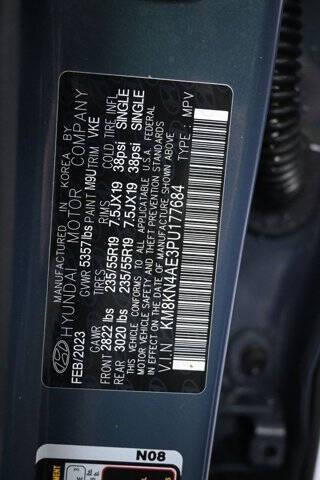 MANUFACTURED IN KOREA BY
HYUNDAI MOTOR COMPANY
FEB/2023 GVWR 5357lbs PAINT M9U TRIM VKE
GAWR TIRES RIMS COLD TIRE INFL
FRONT 2822 lbs 235/55R19 7.5JX19 38psi SINGLE
REAR 3020 lbs 235/55R19 7.5JX19 38psi SINGLE
THIS VEHICLE CONFORMS TO ALL APPLICABLE U.S.A. FEDERAL
MOTOR VEHICLE SAFETY AND THEFT PREVENTION STANDARDS
IN EFFECT ON THE DATE OF MANUFACTURE SHOWN ABOVE.
V.I.N : KM8KN4AE3PU177684 TYPE : MPV
N08